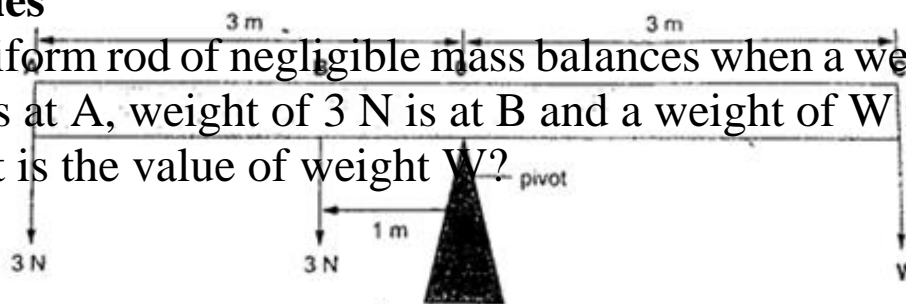 es
3 m 3 m
iform rod of negligible mass balances when a we
s at A, weight of 3 N is at B and a weight of W
t is the value of weight W?
pivot
1 m
3 N 3 N W